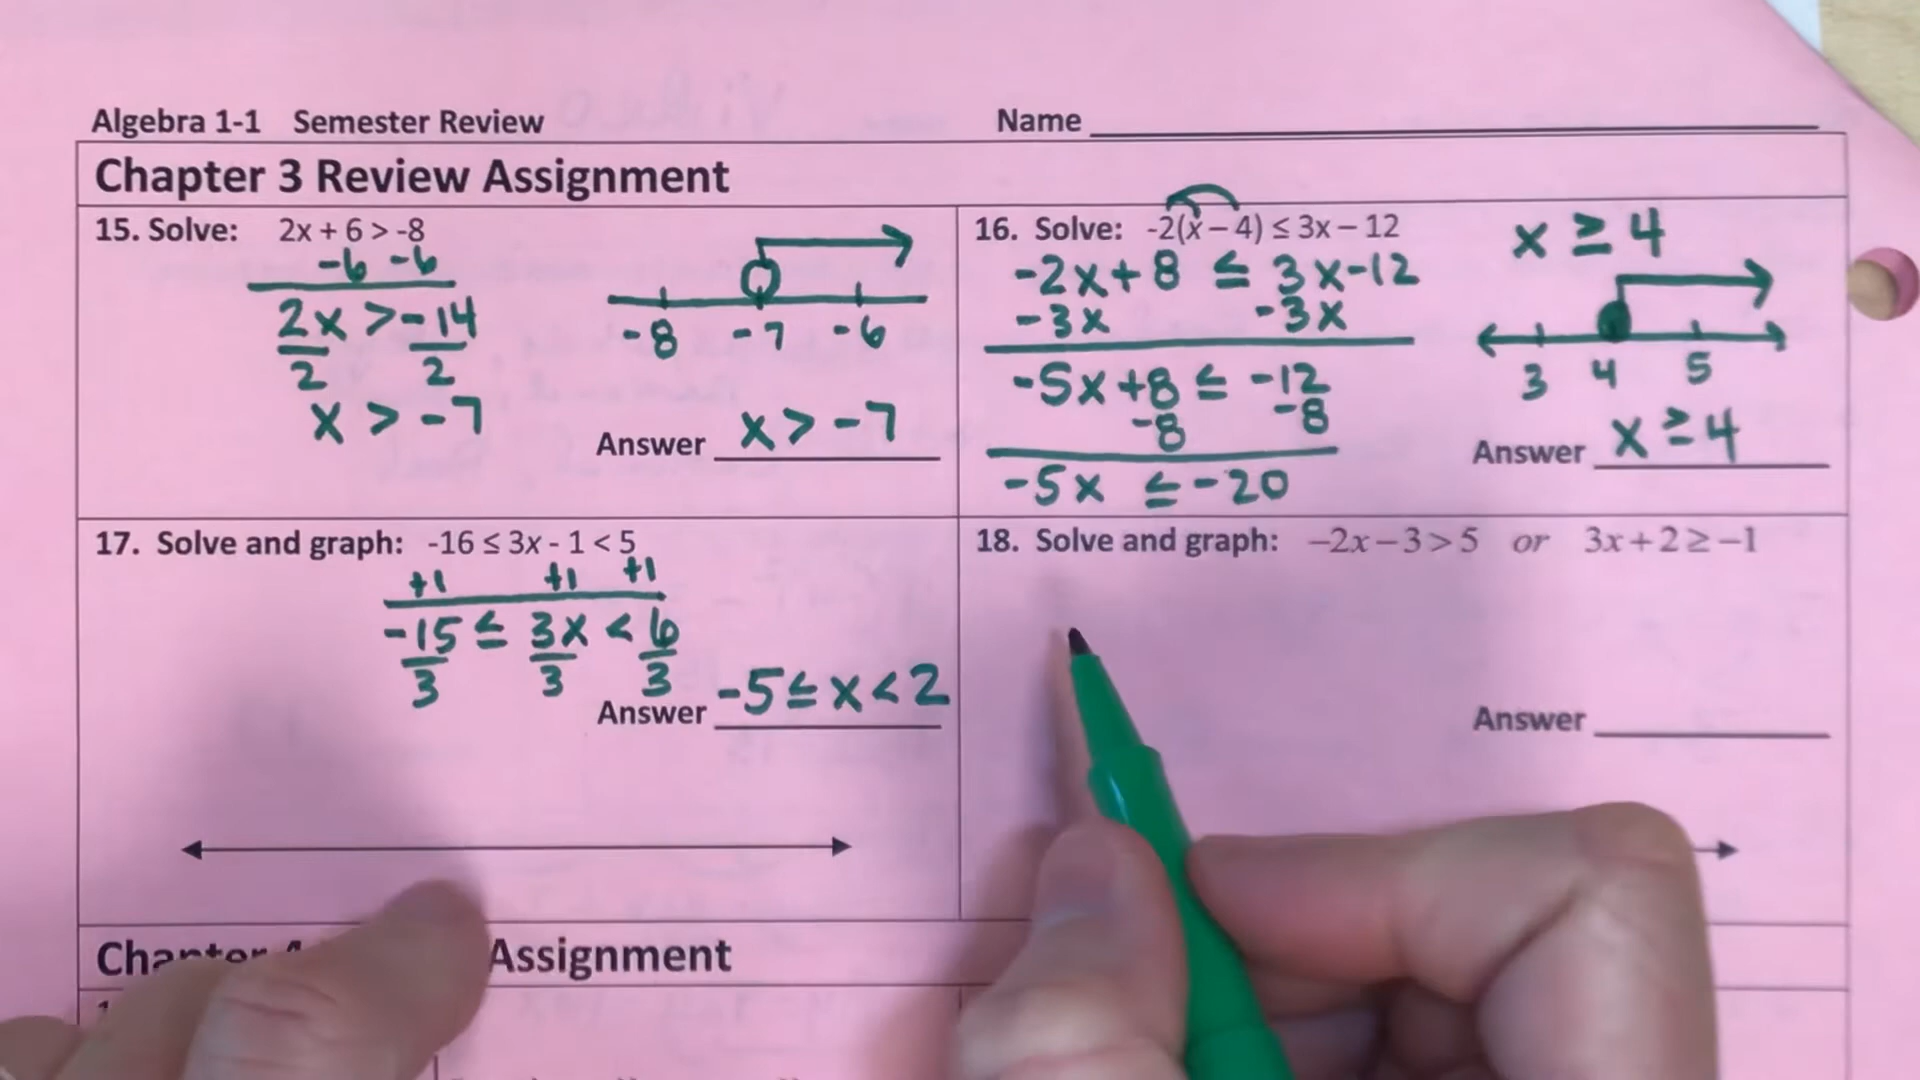 Algebra 1-1 Semester Review Name
Chapter 3 Review Assignment
15. Solve: 2x + 6 > -8
-6 -6
2x > -14
2 2
x > -7
-8 -7 -6
Answer x > -7
16. Solve: -2(x – 4) ≤ 3x – 12
-2x + 8 ≤ 3x-12
-3x -3x
-5x +8 ≤ -12
-8 -8
-5x ≤ -20
x ≥ 4
3 4 5
Answer x ≥ 4
17. Solve and graph: -16 ≤ 3x - 1 < 5
+1 +1 +1
-15 ≤ 3x < 6
3 3 3
Answer -5 ≤ x < 2
18. Solve and graph: −2x − 3 > 5 or 3x + 2 ≥ −1
Answer
Assignment